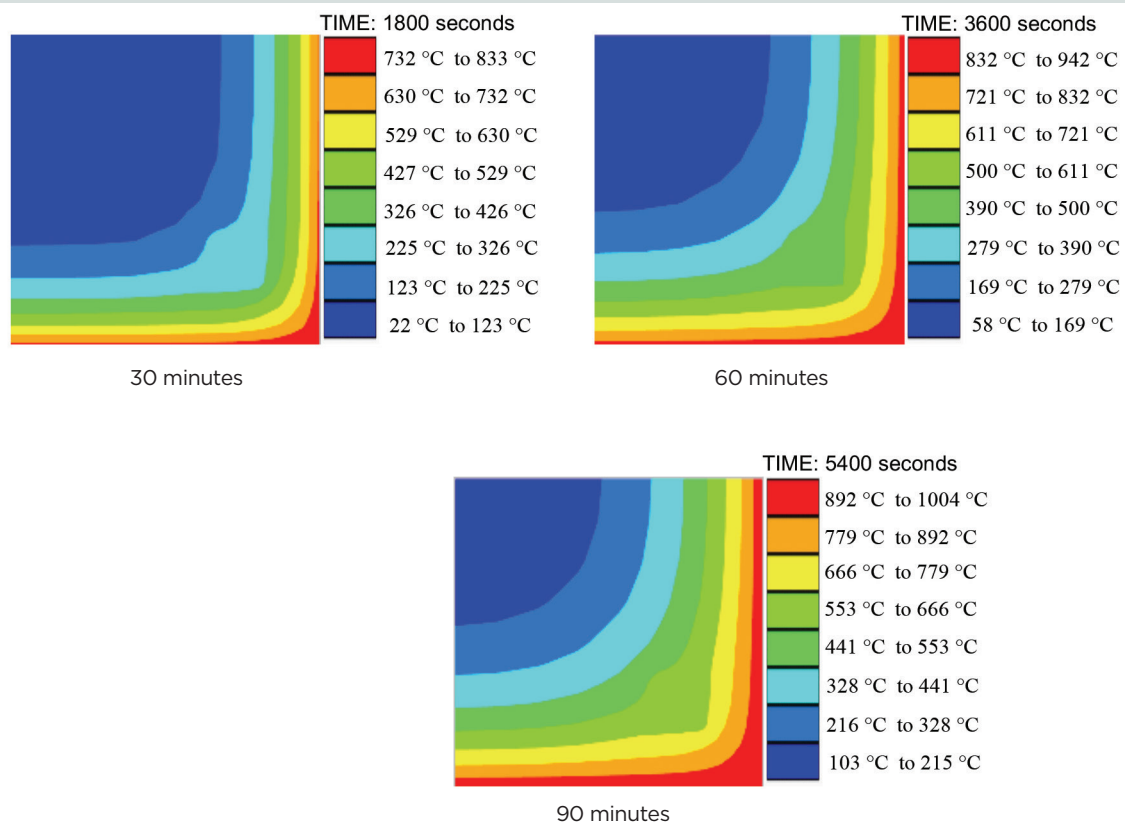 TIME: 1800 seconds
732 °C to 833 °C
630 °C to 732 °C
529 °C to 630 °C
427 °C to 529 °C
326 °C to 426 °C
225 °C to 326 °C
123 °C to 225 °C
22 °C to 123 °C
30 minutes
TIME: 3600 seconds
832 °C to 942 °C
721 °C to 832 °C
611 °C to 721 °C
500 °C to 611 °C
390 °C to 500 °C
279 °C to 390 °C
169 °C to 279 °C
58 °C to 169 °C
60 minutes
TIME: 5400 seconds
892 °C to 1004 °C
779 °C to 892 °C
666 °C to 779 °C
553 °C to 666 °C
441 °C to 553 °C
328 °C to 441 °C
216 °C to 328 °C
103 °C to 215 °C
90 minutes